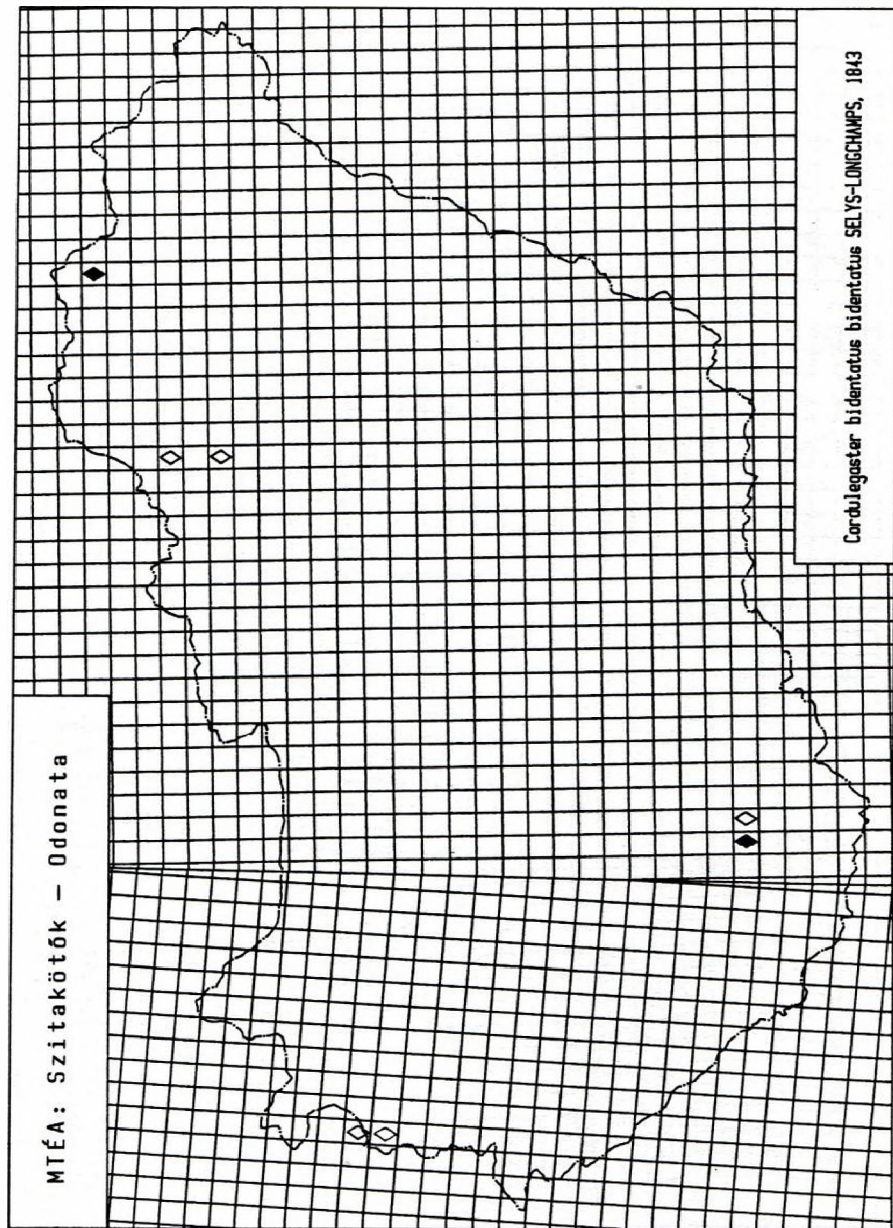 MTÉA: Szitakötők – Odonata
Cordulegaster bidentatus bidentatus SELYS-LONGCHAMPS, 1843